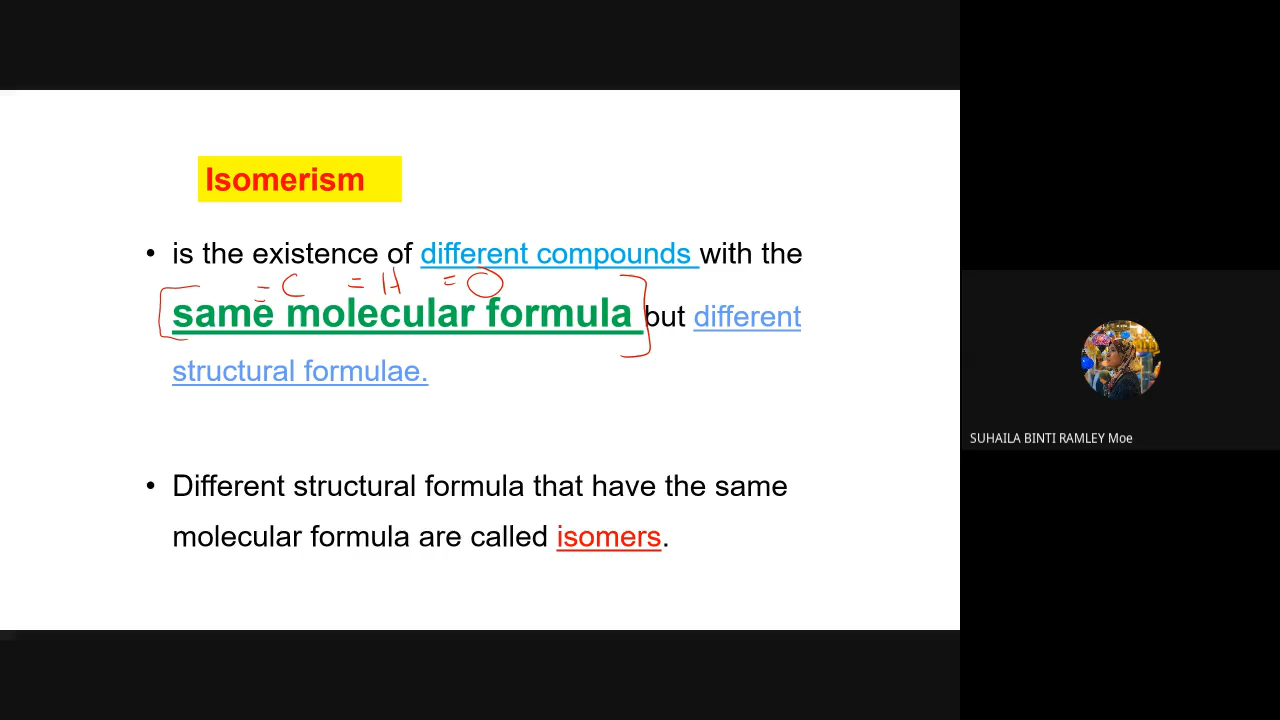 Isomerism
• is the existence of different compounds with the
= C = H = O
same molecular formula but different
structural formulae.
• Different structural formula that have the same
molecular formula are called isomers.
SUHAILA BINTI RAMLEY Moe